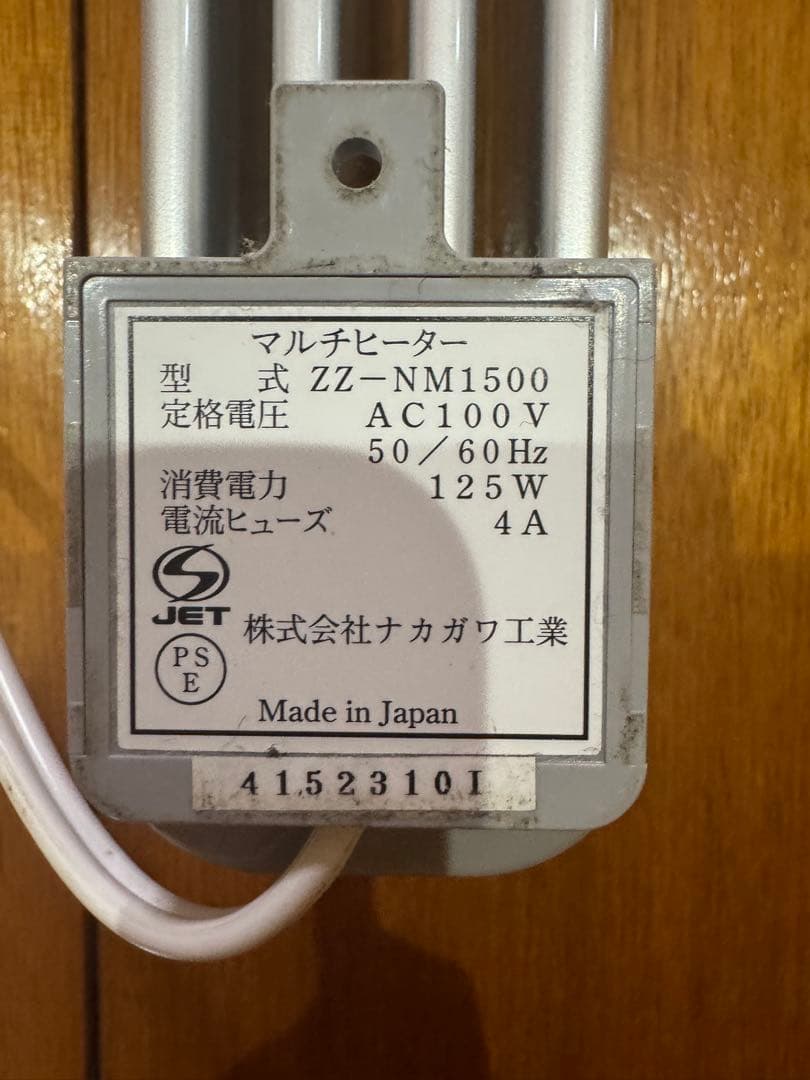 マルチヒーター
型　式 ZZ－NM1500
定格電圧 AC100V
50／60Hz
消費電力 125W
電流ヒューズ 4A
JET
株式会社ナカガワ工業
PS
E
Made in Japan
41523101